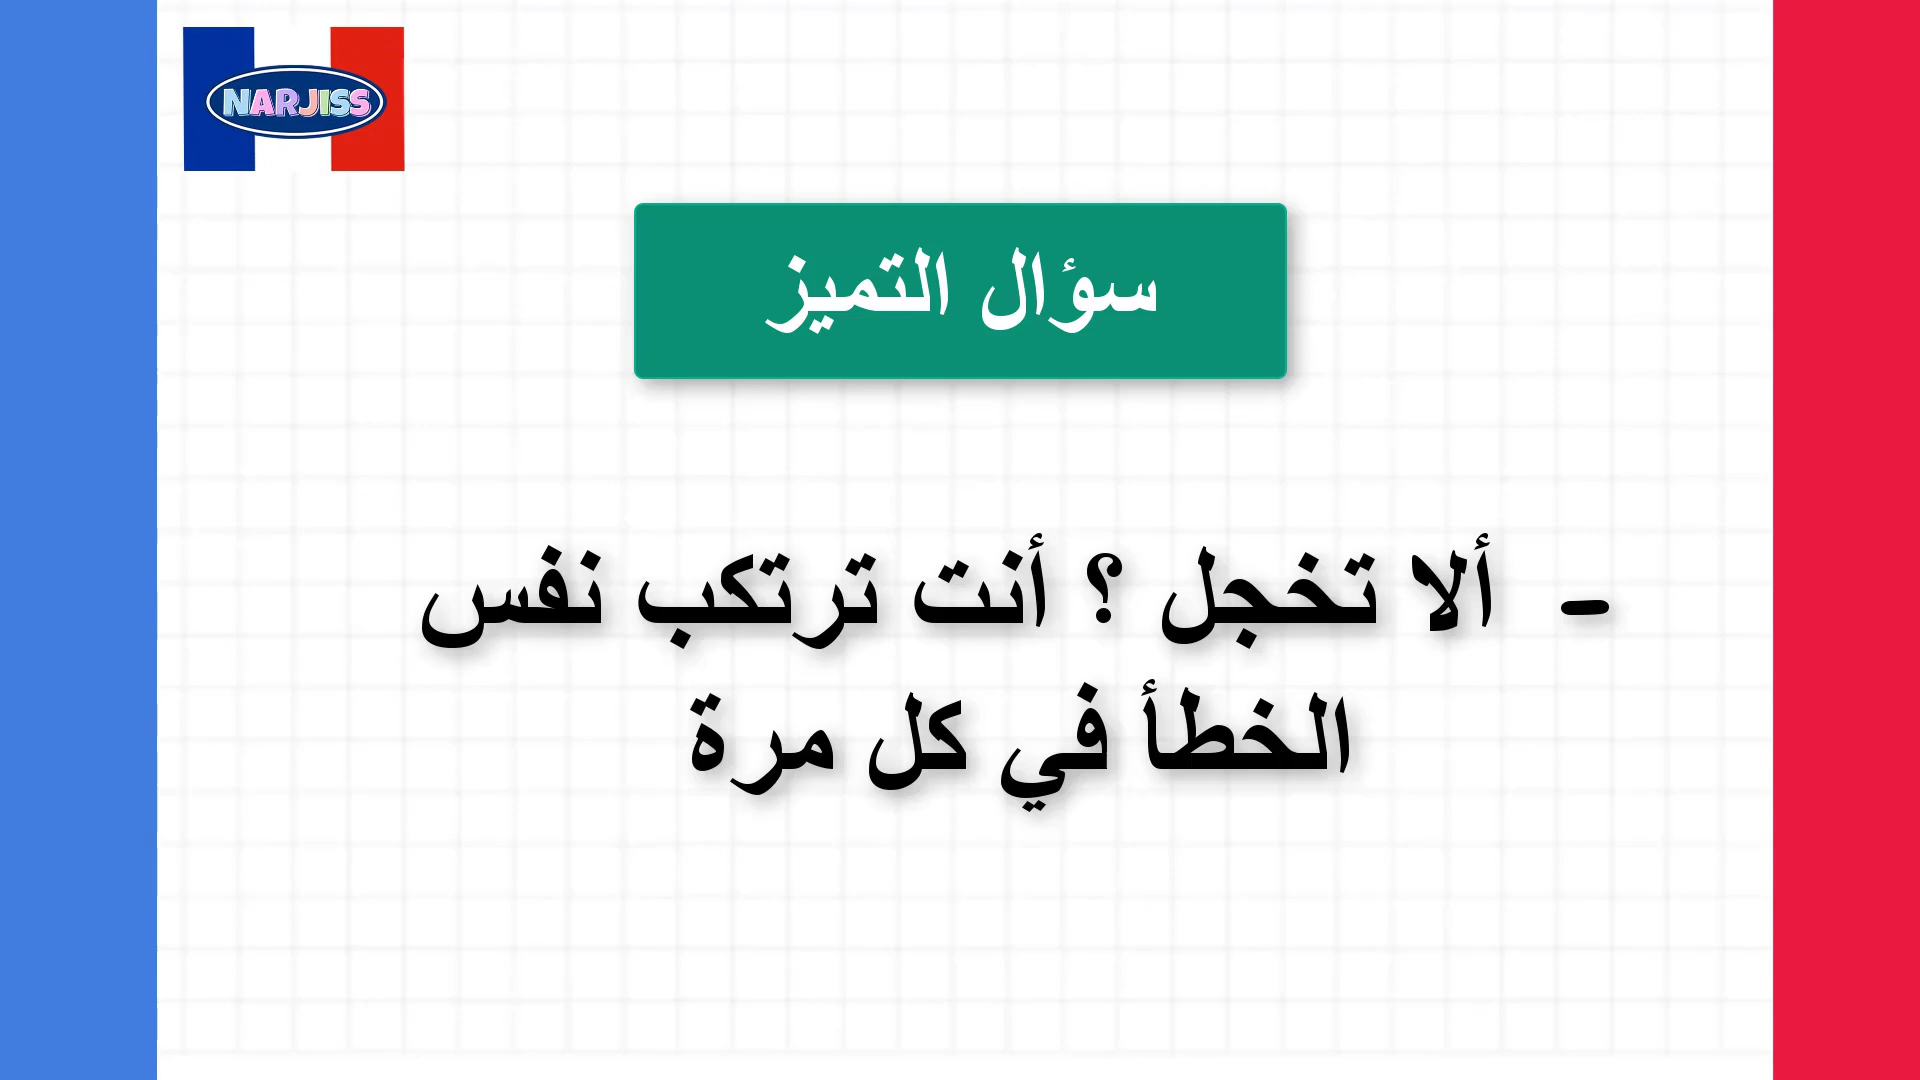 NARJISS
سؤال التميز
- ألا تخجل ؟ أنت ترتكب نفس
الخطأ في كل مرة